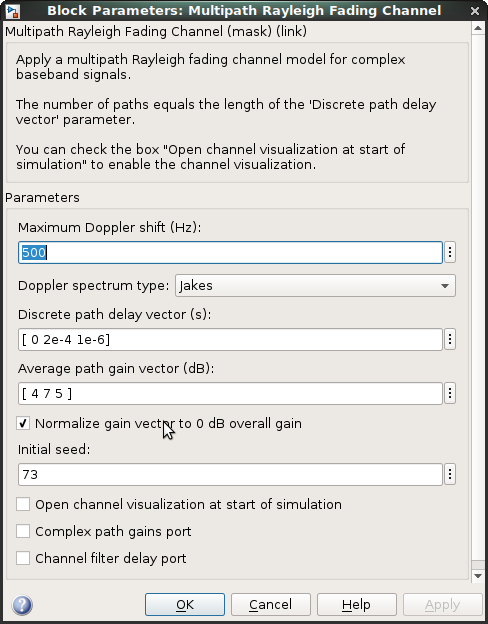 Block Parameters: Multipath Rayleigh Fading Channel
Multipath Rayleigh Fading Channel (mask) (link)
Apply a multipath Rayleigh fading channel model for complex
baseband signals.
The number of paths equals the length of the 'Discrete path delay
vector' parameter.
You can check the box "Open channel visualization at start of
simulation" to enable the channel visualization.
Parameters
Maximum Doppler shift (Hz):
500
Doppler spectrum type: Jakes
Discrete path delay vector (s):
[ 0 2e-4 1e-6]
Average path gain vector (dB):
[ 4 7 5 ]
Normalize gain vector to 0 dB overall gain
Initial seed:
73
Open channel visualization at start of simulation
Complex path gains port
Channel filter delay port
? OK Cancel Help Apply